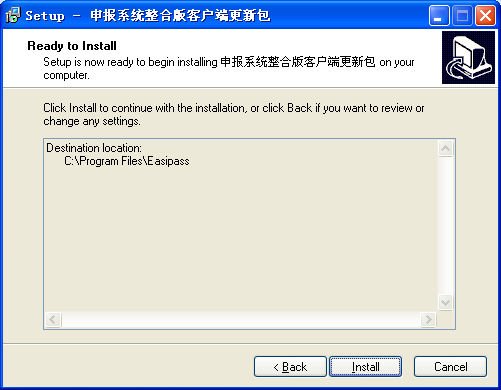 Setup - 申报系统整合版客户端更新包
Ready to Install
Setup is now ready to begin installing 申报系统整合版客户端更新包 on your
computer.
Click Install to continue with the installation, or click Back if you want to review or
change any settings.
Destination location:
C:\Program Files\Easipass
< Back
Install
Cancel